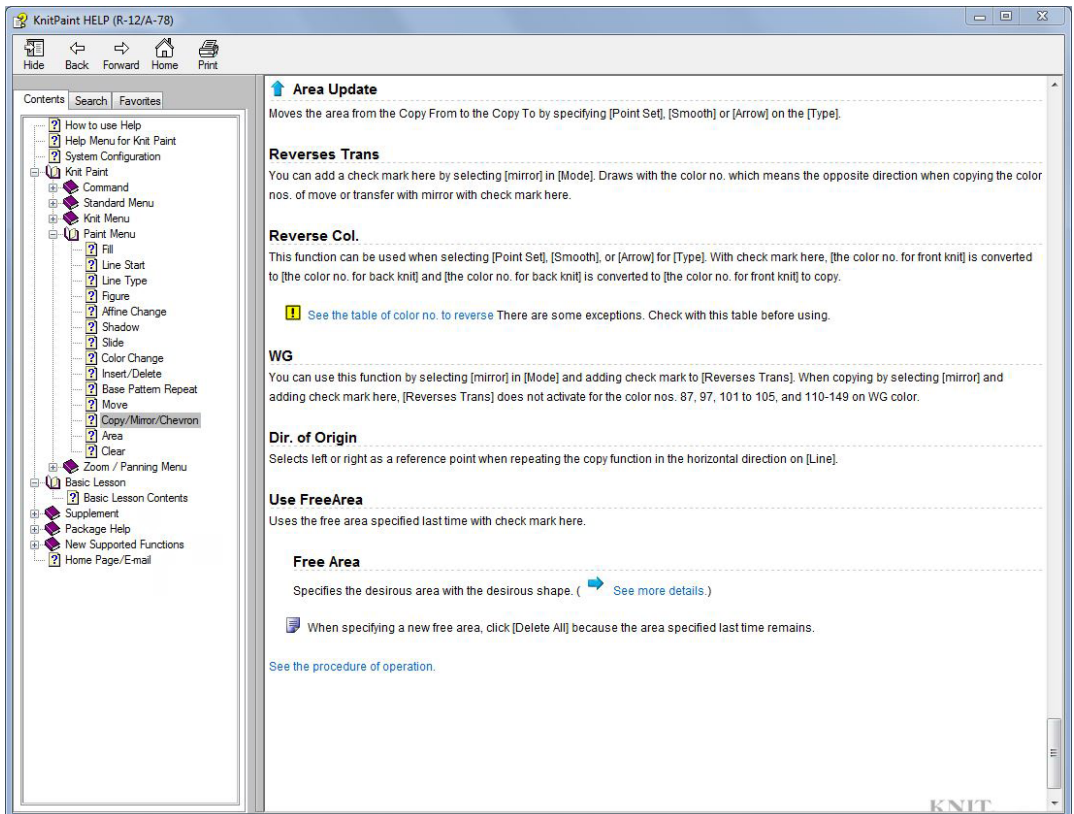 KnitPaint HELP (R-12/A-78)
Hide Back Forward Home Print
Contents Search Favorites
How to use Help
Help Menu for Knit Paint
System Configuration
Knit Paint
Command
Standard Menu
Knit Menu
Paint Menu
Fill
Line Start
Line Type
Figure
Affine Change
Shadow
Slide
Color Change
Insert/Delete
Base Pattern Repeat
Move
Copy/Mirror/Chevron
Area
Clear
Zoom / Panning Menu
Basic Lesson
Basic Lesson Contents
Supplement
Package Help
New Supported Functions
Home Page/E-mail
Area Update
Moves the area from the Copy From to the Copy To by specifying [Point Set], [Smooth] or [Arrow] on the [Type].
Reverses Trans
You can add a check mark here by selecting [mirror] in [Mode]. Draws with the color no. which means the opposite direction when copying the color
nos. of move or transfer with mirror with check mark here.
Reverse Col.
This function can be used when selecting [Point Set], [Smooth], or [Arrow] for [Type]. With check mark here, [the color no. for front knit] is converted
to [the color no. for back knit] and [the color no. for back knit] is converted to [the color no. for front knit] to copy.
See the table of color no. to reverse There are some exceptions. Check with this table before using.
WG
You can use this function by selecting [mirror] in [Mode] and adding check mark to [Reverses Trans]. When copying by selecting [mirror] and
adding check mark here, [Reverses Trans] does not activate for the color nos. 87, 97, 101 to 105, and 110-149 on WG color.
Dir. of Origin
Selects left or right as a reference point when repeating the copy function in the horizontal direction on [Line].
Use FreeArea
Uses the free area specified last time with check mark here.
Free Area
Specifies the desirous area with the desirous shape. ( See more details.)
When specifying a new free area, click [Delete All] because the area specified last time remains.
See the procedure of operation.
KNIT